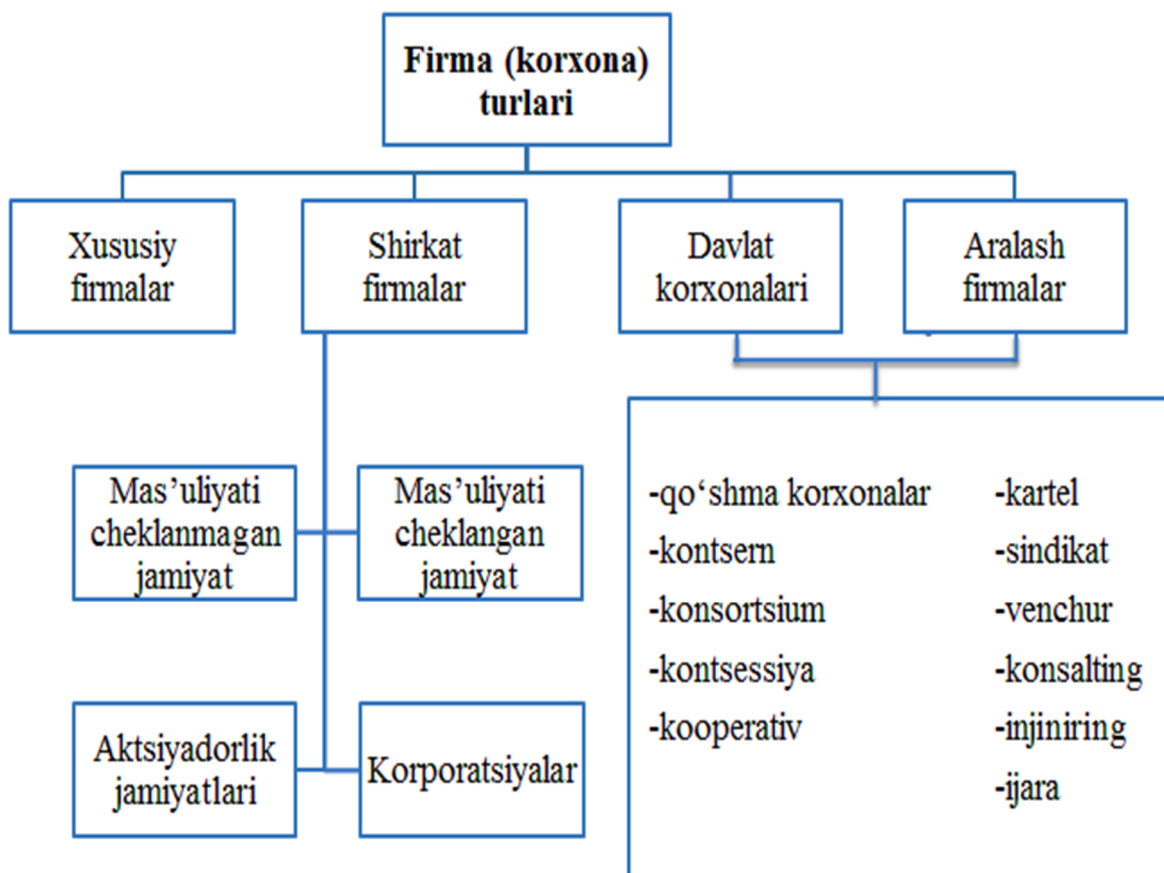 Firma (korxona)
turlari
Xususiy
firmalar
Shirkat
firmalar
Davlat
korxonalari
Aralash
firmalar
Mas’uliyati
cheklanmagan
jamiyat
Mas’uliyati
cheklangan
jamiyat
Aktsiyadorlik
jamiyatlari
Korporatsiyalar
-qo‘shma korxonalar
-kontsern
-konsortsium
-kontsessiya
-kooperativ
-kartel
-sindikat
-venchur
-konsalting
-injiniring
-ijara